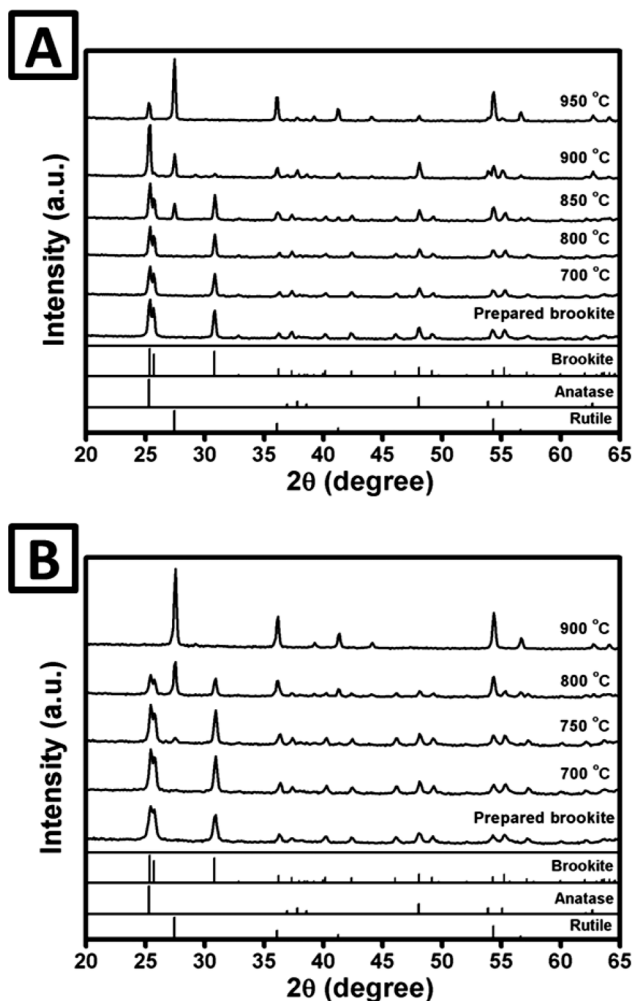 A
Intensity (a.u.)
950 °C
900 °C
850 °C
800 °C
700 °C
Prepared brookite
Brookite
Anatase
Rutile
20 25 30 35 40 45 50 55 60 65
2θ (degree)
B
Intensity (a.u.)
900 °C
800 °C
750 °C
700 °C
Prepared brookite
Brookite
Anatase
Rutile
20 25 30 35 40 45 50 55 60 65
2θ (degree)